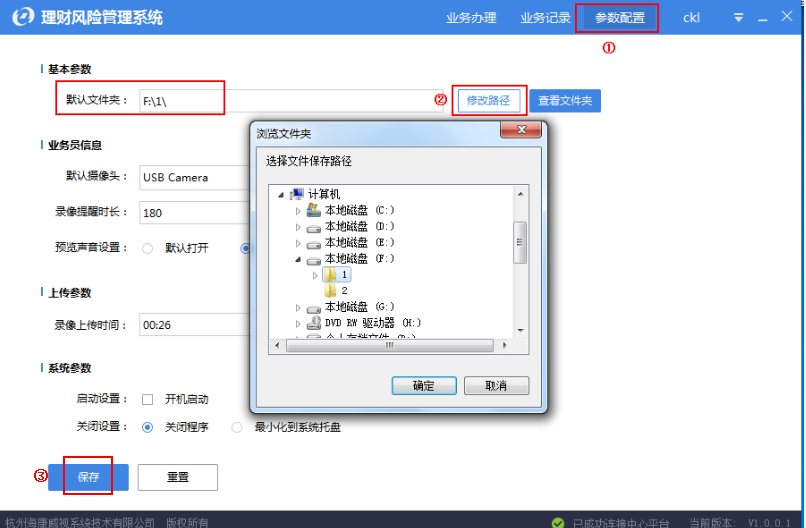 理财风险管理系统
业务办理 业务记录 参数配置 ckl
①
基本参数
默认文件夹： F:\1\ ② 修改路径 查看文件夹
浏览文件夹
选择文件保存路径
计算机
本地磁盘 (C:)
本地磁盘 (D:)
本地磁盘 (E:)
本地磁盘 (F:)
1
2
本地磁盘 (G:)
DVD RW 驱动器 (H:)
确定 取消
业务员信息
默认摄像头： USB Camera
录像提醒时长： 180
预览声音设置： 默认打开
上传参数
录像上传时间： 00:26
系统参数
启动设置： 开机启动
关闭设置： 关闭程序 最小化到系统托盘
③ 保存 重置
杭州海康威视系统技术有限公司 版权所有 已成功连接中心平台 当前版本： V1.0.0.1